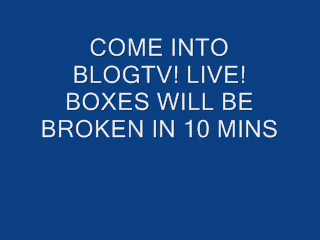 COME INTO
BLOGTV! LIVE!
BOXES WILL BE
BROKEN IN 10 MINS